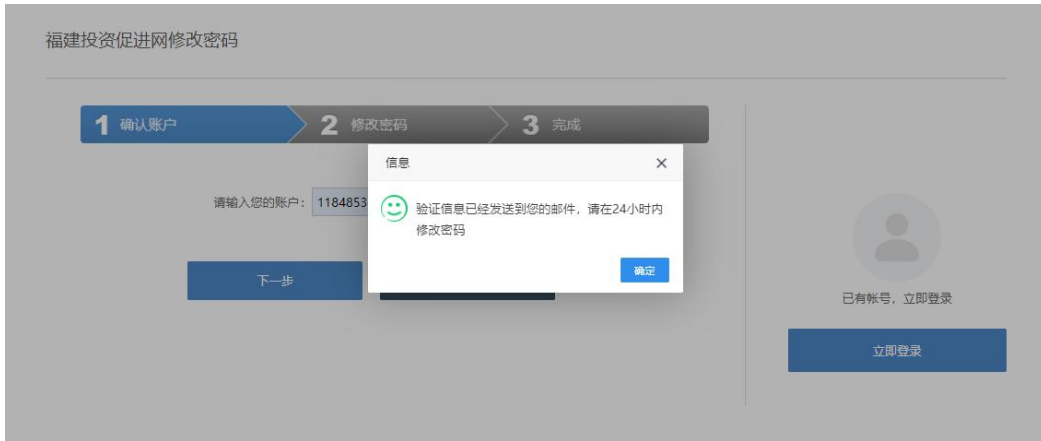 福建投资促进网修改密码
1 确认账户
2 修改密码
3 完成
信息
请输入您的账户: 1184853
验证信息已经发送到您的邮件, 请在24小时内
修改密码
确定
下一步
已有帐号, 立即登录
立即登录